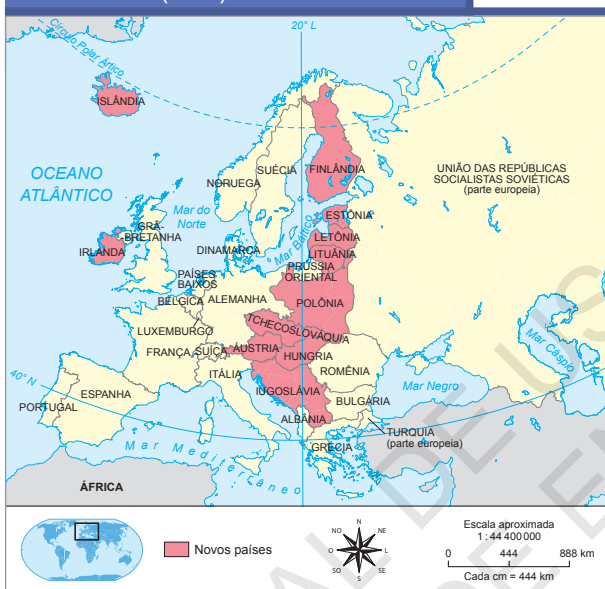 20° L
Círculo Polar Ártico
ISLÂNDIA
OCEANO
ATLÂNTICO
SUÉCIA
FINLÂNDIA
NORUEGA
UNIÃO DAS REPÚBLICAS
SOCIALISTAS SOVIÉTICAS
(parte europeia)
Mar do
Norte
GRÃ-
BRETANHA
IRLANDA
DINAMARCA
Mar Báltico
ESTÔNIA
LETÔNIA
LITUÂNIA
PRÚSSIA
ORIENTAL
PAÍSES
BAIXOS
BÉLGICA
ALEMANHA
POLÔNIA
LUXEMBURGO
TCHECOSLOVÁQUIA
FRANÇA
SUÍÇA
ÁUSTRIA
HUNGRIA
ROMÊNIA
ITÁLIA
IUGOSLÁVIA
Mar Negro
Mar Cáspio
40° N
PORTUGAL
ESPANHA
BULGÁRIA
ALBÂNIA
TURQUIA
(parte europeia)
GRÉCIA
Mar Mediterrâneo
ÁFRICA
Novos países
N
NO
NE
O
L
SO
SE
S
Escala aproximada
1 : 44 400 000
0 444 888 km
Cada cm = 444 km